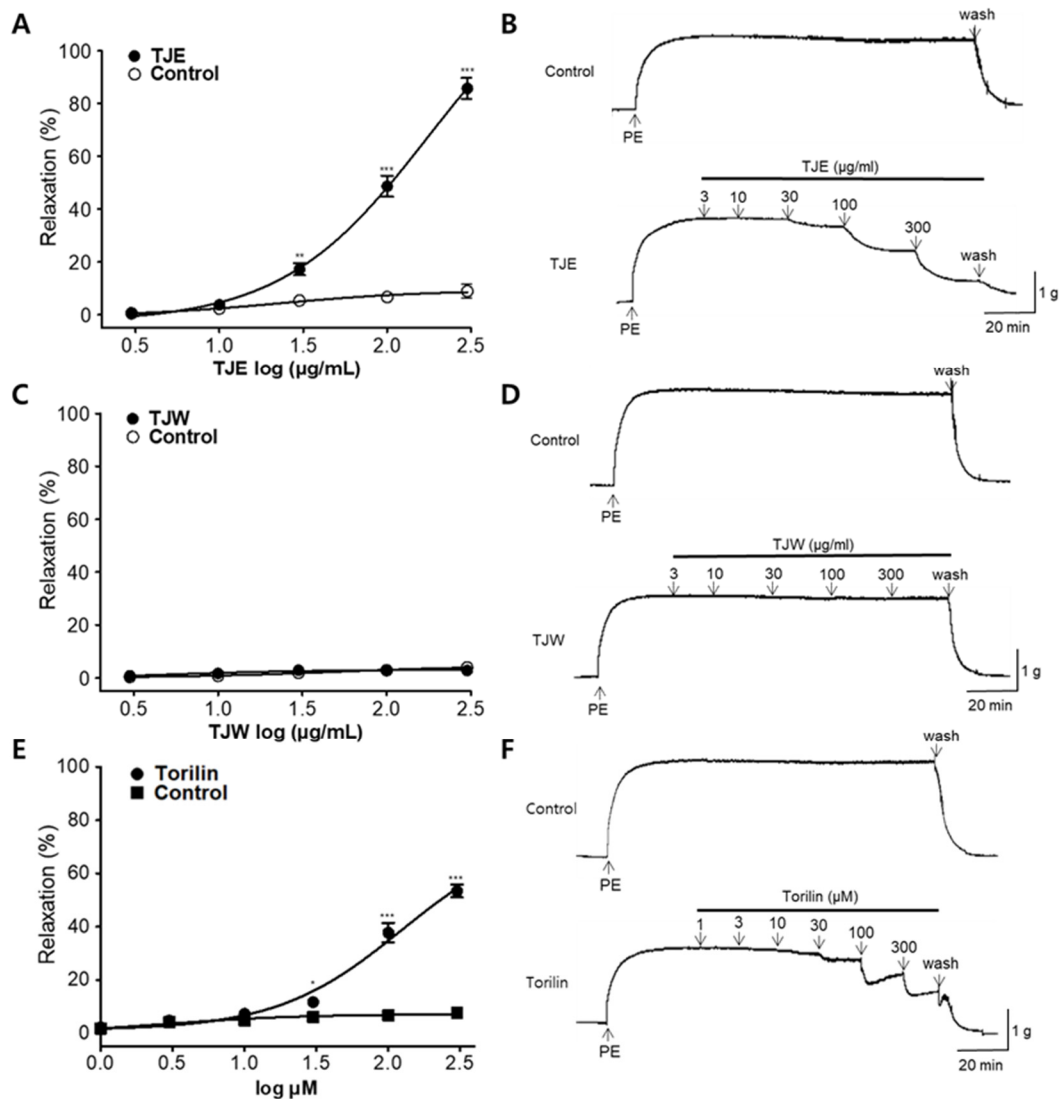 A
TJE
Control
***
***
**
Relaxation (%)
100
80
60
40
20
0
0.5 1.0 1.5 2.0 2.5
TJE log (µg/mL)
B
wash
Control
PE
TJE (µg/ml)
3 10 30 100 300 wash
TJE
PE
1 g
20 min
C
TJW
Control
Relaxation (%)
100
80
60
40
20
0
0.5 1.0 1.5 2.0 2.5
TJW log (µg/mL)
D
wash
Control
PE
TJW (µg/ml)
3 10 30 100 300 wash
TJW
PE
1 g
20 min
E
Torilin
Control
***
***
*
Relaxation (%)
100
80
60
40
20
0
0.0 0.5 1.0 1.5 2.0 2.5
log µM
F
wash
Control
PE
Torilin (µM)
1 3 10 30 100 300 wash
Torilin
PE
1 g
20 min